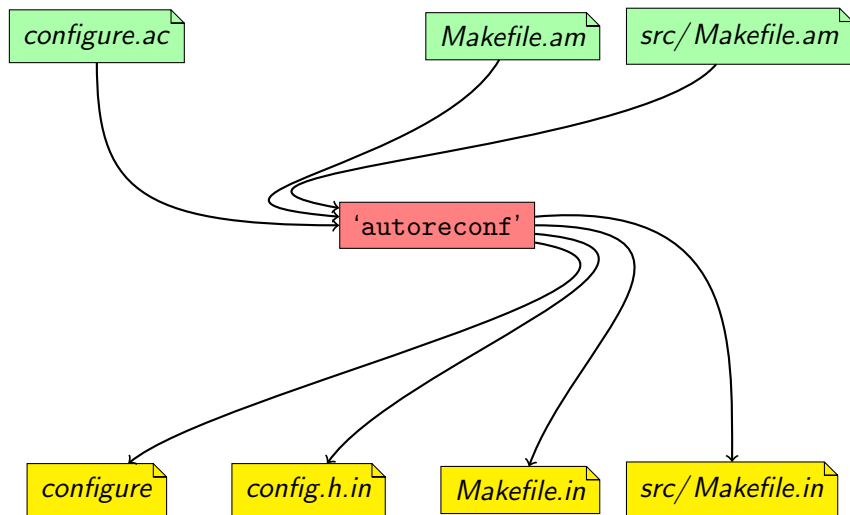 configure.ac
Makefile.am
src/Makefile.am
‘autoreconf’
configure
config.h.in
Makefile.in
src/Makefile.in